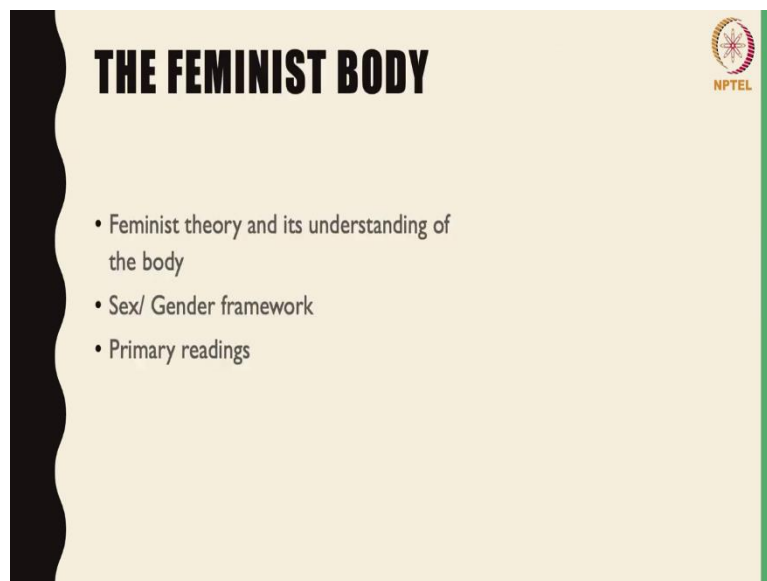 THE FEMINIST BODY
NPTEL
• Feminist theory and its understanding of
the body
• Sex/ Gender framework
• Primary readings